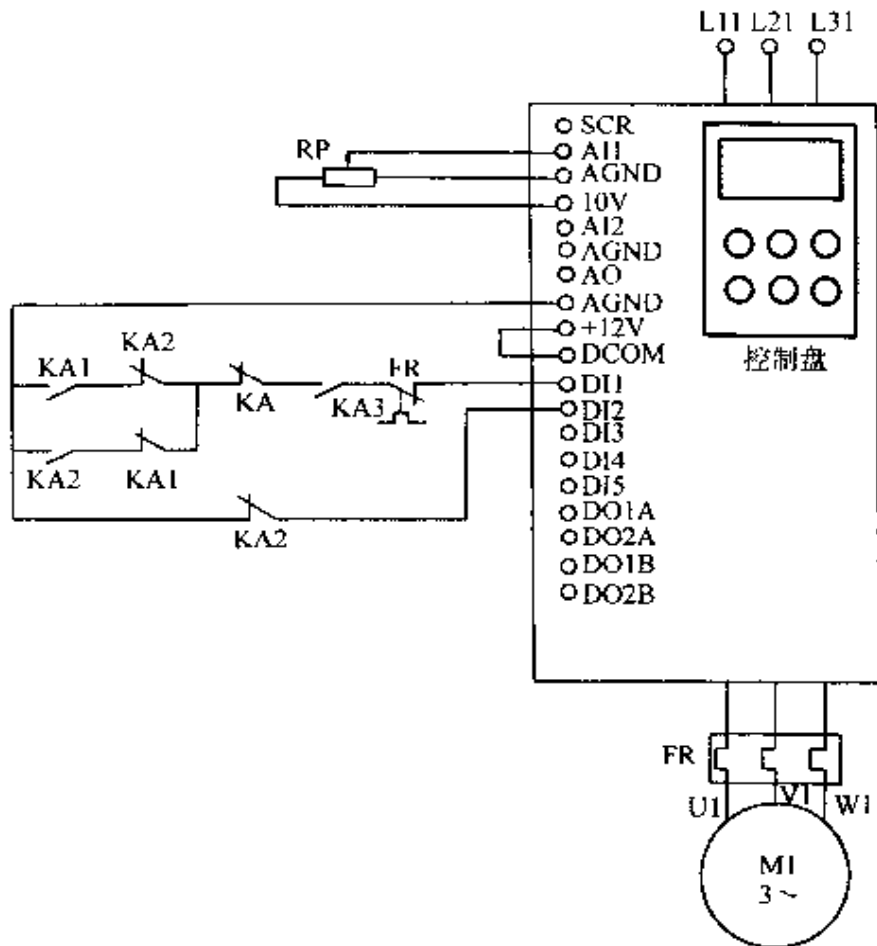 L11 L21 L31
SCR
RP
AI1
AGND
10V
AI2
AGND
AO
AGND
+12V
DCOM
控制盘
KA1
KA2
KA
KA3
FR
DI1
DI2
DI3
KA2
KA1
DI4
DI5
KA2
DO1A
DO2A
DO1B
DO2B
FR
U1
V1
W1
M1
3~